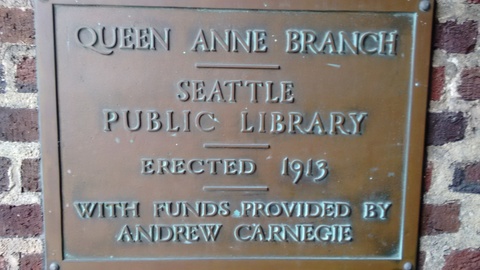 QUEEN ANNE BRANCH
SEATTLE
PUBLIC LIBRARY
ERECTED 1913
WITH FUNDS PROVIDED BY
ANDREW CARNEGIE